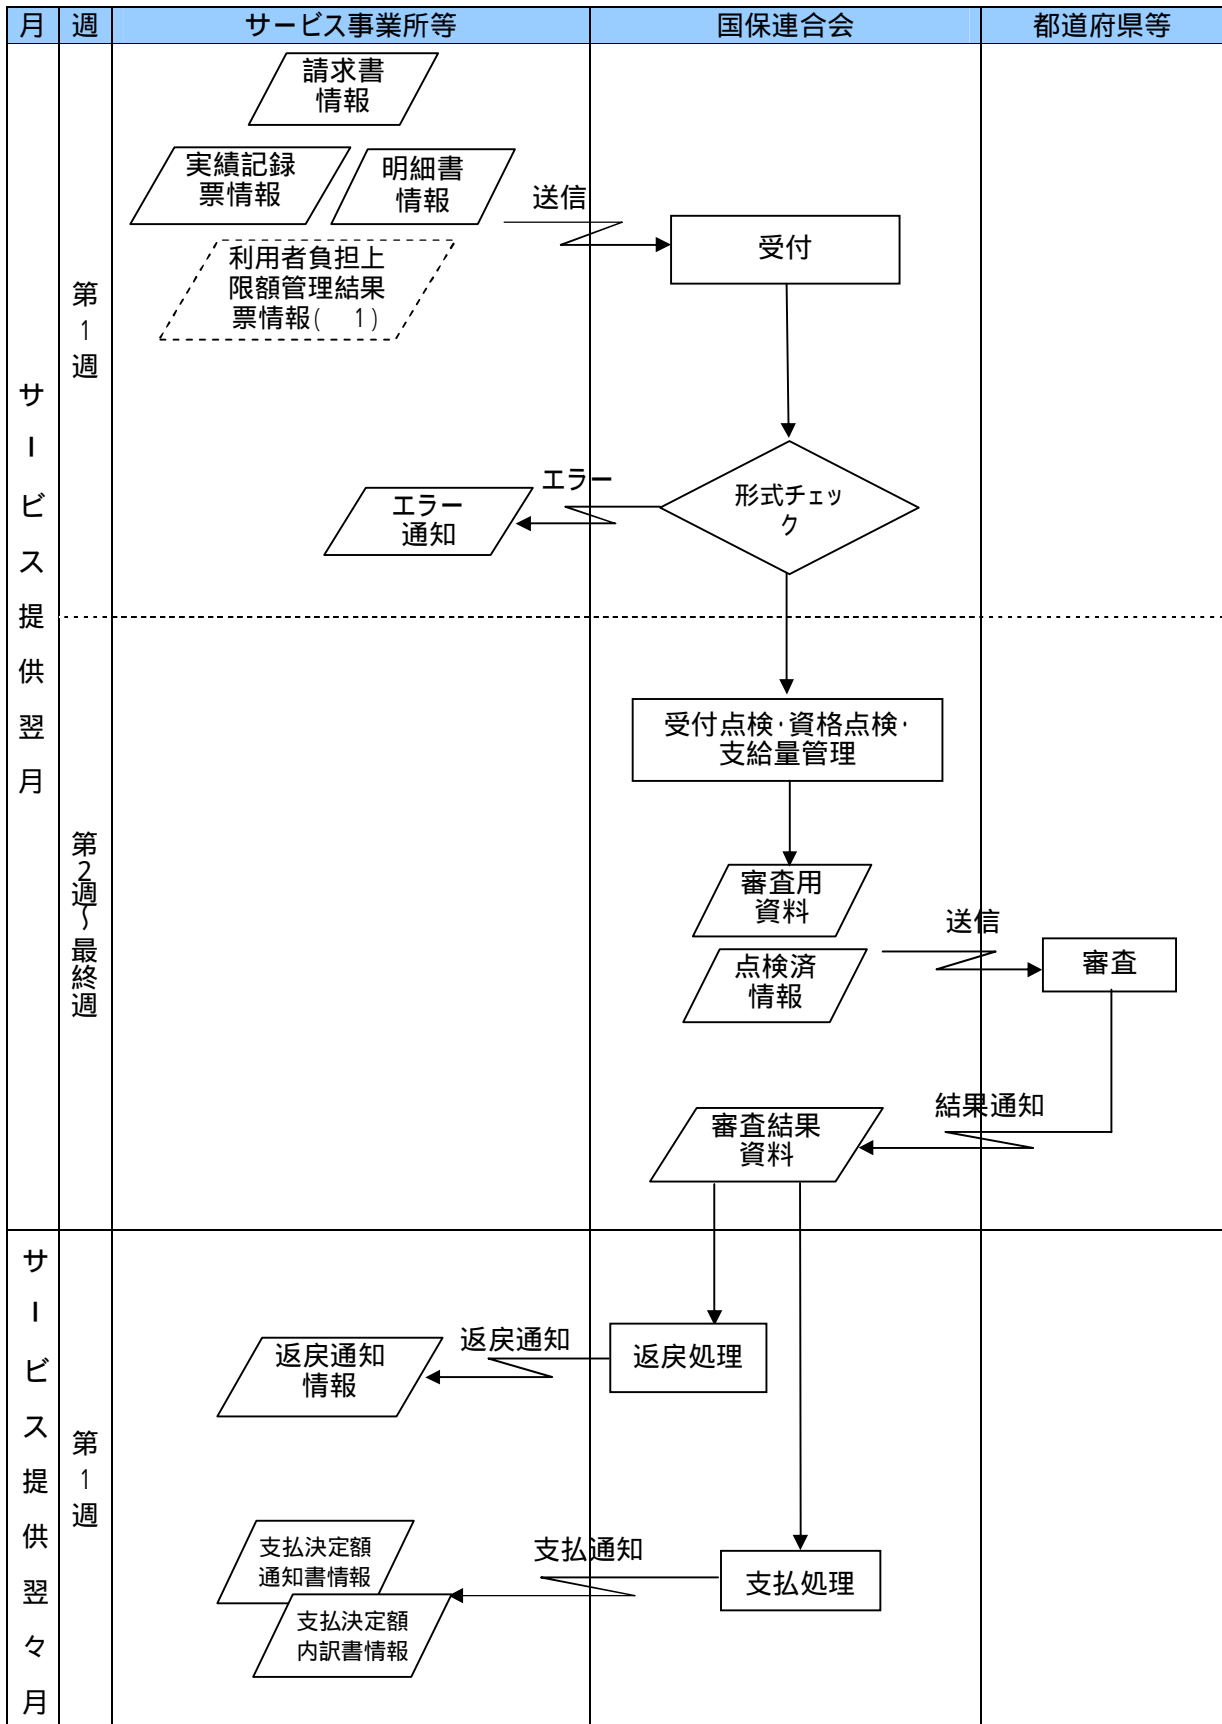 月 週 サービス事業所等 国保連合会 都道府県等
サービス提供翌月
第1週
請求書
情報
実績記録
票情報
明細書
情報
利用者負担上
限額管理結果
票情報( 1)
送信
受付
形式チェッ
ク
エラー
エラー
通知
第2週～最終週
受付点検・資格点検・
支給量管理
審査用
資料
点検済
情報
送信
審査
結果通知
審査結果
資料
サービス提供翌々月
第1週
返戻処理
返戻通知
返戻通知
情報
支払処理
支払通知
支払決定額
通知書情報
支払決定額
内訳書情報